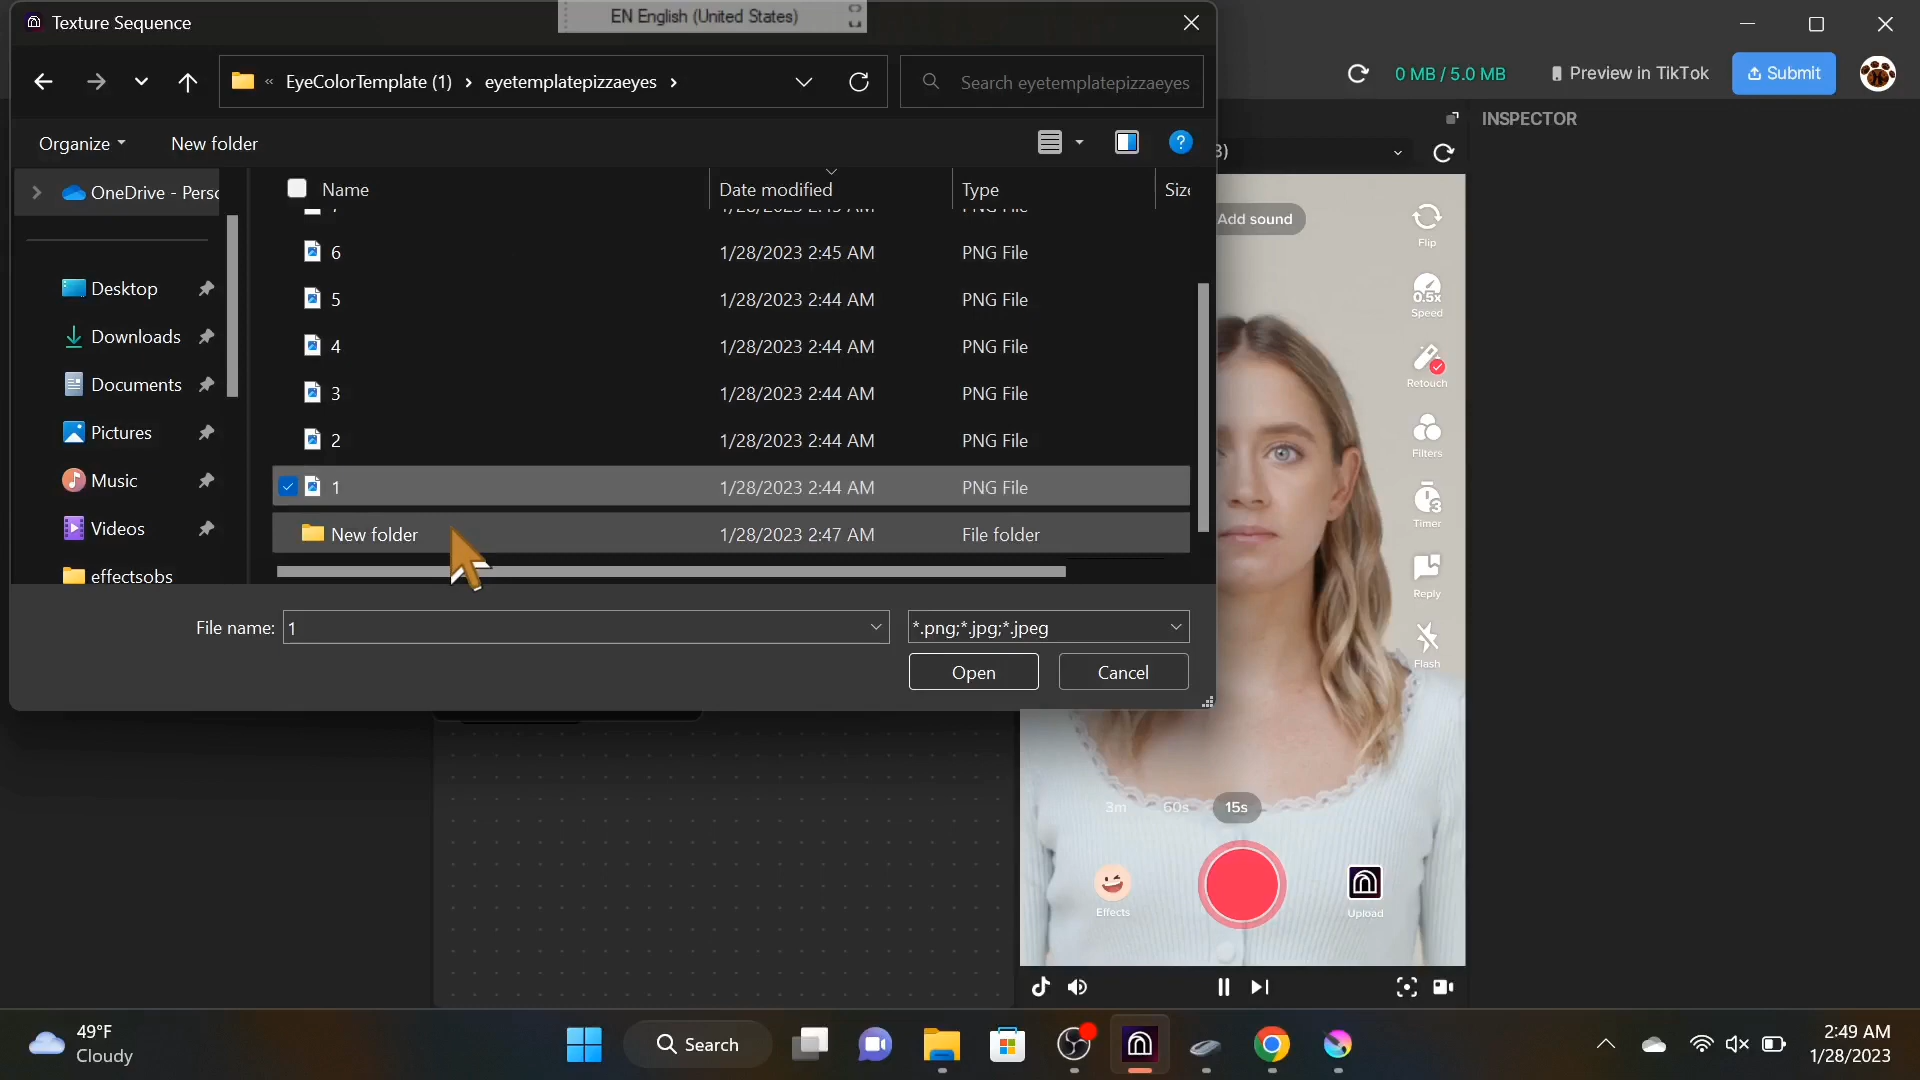 Texture Sequence
EN English (United States)
« EyeColorTemplate (1) > eyetemplatepizzaeyes >
Search eyetemplatepizzaeyes
0 MB / 5.0 MB
Preview in TikTok
Submit
Organize
New folder
INSPECTOR
OneDrive - Perso
Name
Date modified
Type
Size
6
1/28/2023 2:45 AM
PNG File
5
1/28/2023 2:44 AM
PNG File
4
1/28/2023 2:44 AM
PNG File
3
1/28/2023 2:44 AM
PNG File
2
1/28/2023 2:44 AM
PNG File
1
1/28/2023 2:44 AM
PNG File
New folder
1/28/2023 2:47 AM
File folder
Desktop
Downloads
Documents
Pictures
Music
Videos
effectsobs
File name:
1
*.png;*.jpg;*.jpeg
Open
Cancel
3)
Add sound
Flip
0.5x
Speed
Retouch
Filters
3
Timer
Reply
Flash
3m
60s
15s
Effects
Upload
49°F
Cloudy
Search
2:49 AM
1/28/2023